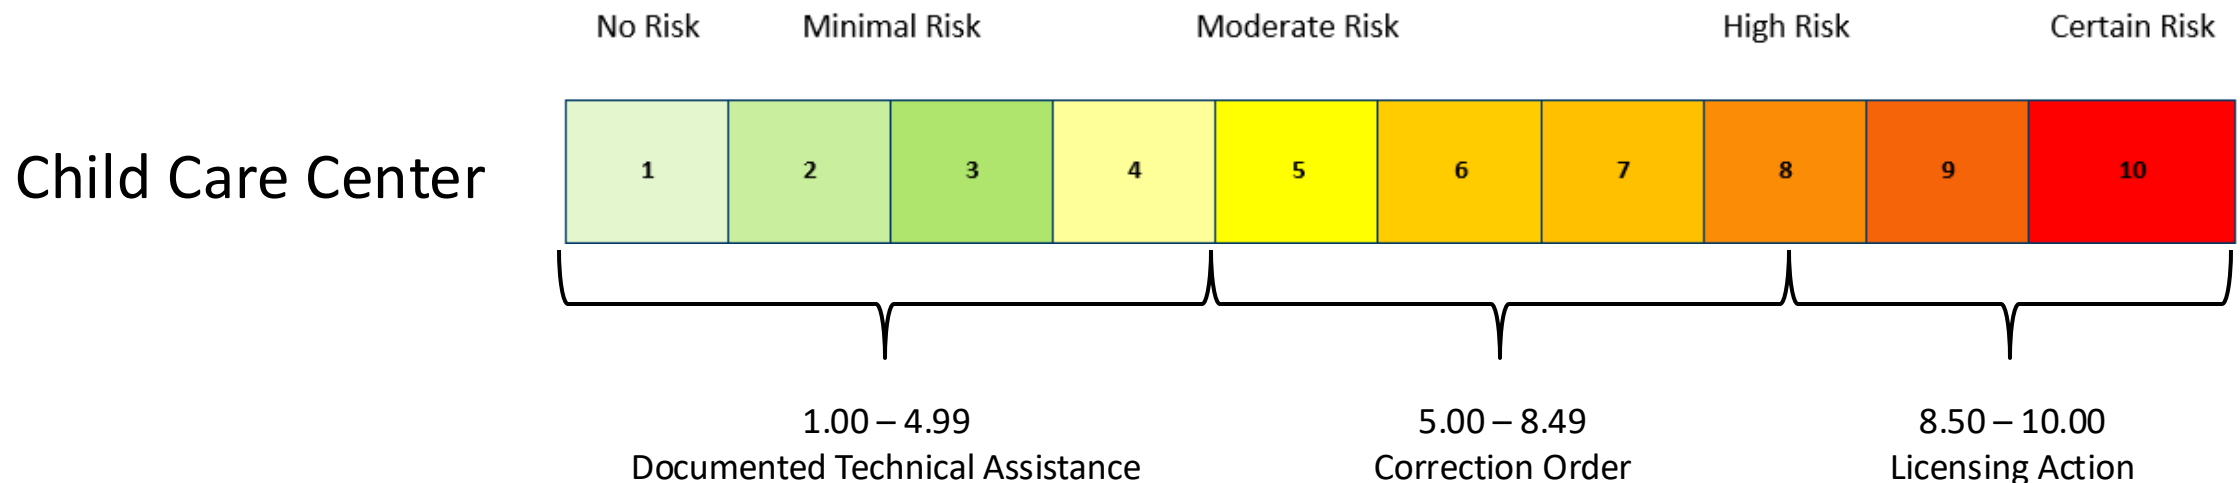 No Risk Minimal Risk Moderate Risk High Risk Certain Risk
Child Care Center
1 2 3 4 5 6 7 8 9 10
1.00 – 4.99 5.00 – 8.49 8.50 – 10.00
Documented Technical Assistance Correction Order Licensing Action